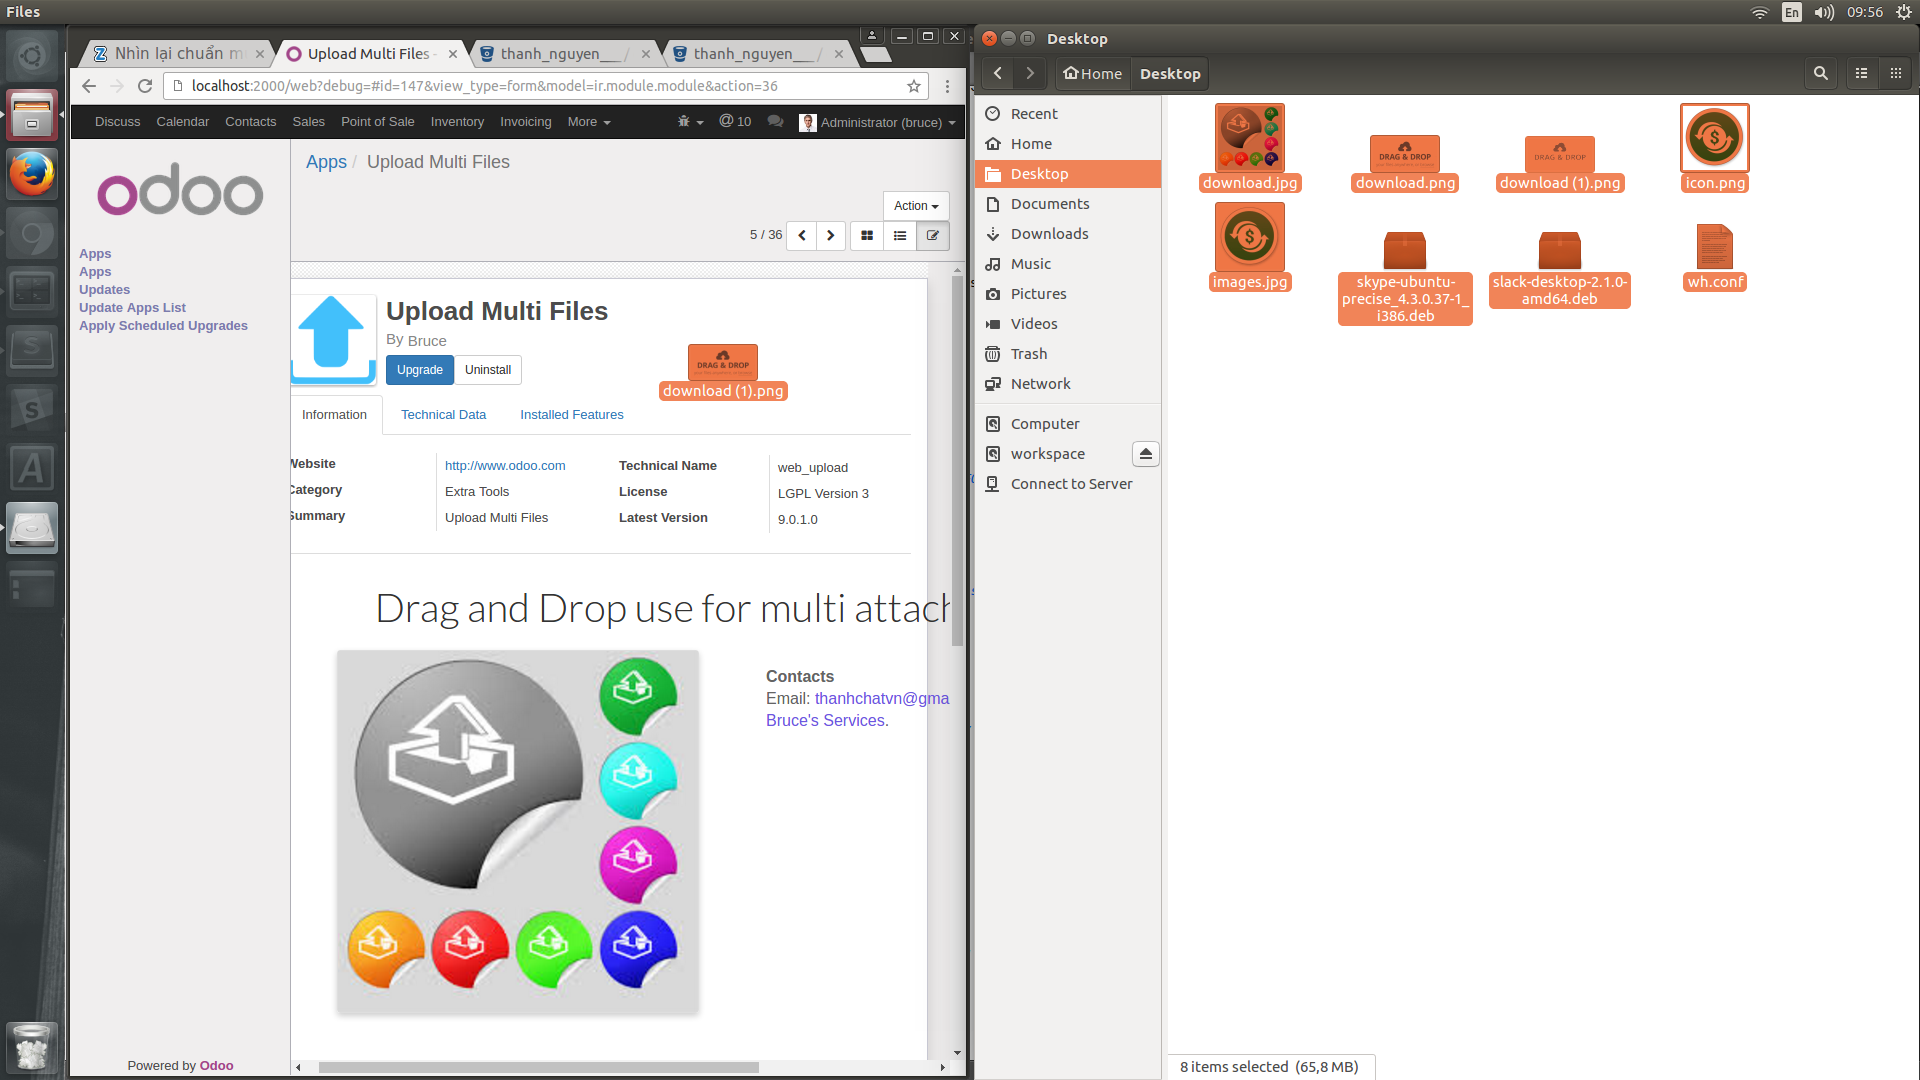 Files
En
09:56
Nhìn lại chuẩn m
Upload Multi Files -
thanh_nguyen___/
thanh_nguyen___/
localhost:2000/web?debug=#id=147&view_type=form&model=ir.module.module&action=36
Discuss Calendar Contacts Sales Point of Sale Inventory Invoicing More @ 10 Administrator (bruce)
odoo
Apps
Apps
Updates
Update Apps List
Apply Scheduled Upgrades
Powered by Odoo
Apps / Upload Multi Files
Action
5 / 36
Upload Multi Files
By Bruce
Upgrade Uninstall
DRAG & DROP
download (1).png
Information Technical Data Installed Features
Website http://www.odoo.com Technical Name web_upload
Category Extra Tools License LGPL Version 3
Summary Upload Multi Files Latest Version 9.0.1.0
Drag and Drop use for multi attach
Contacts
Email: thanhchatvn@gma
Bruce's Services.
Desktop
Home Desktop
Recent
Home
Desktop
Documents
Downloads
Music
Pictures
Videos
Trash
Network
Computer
workspace
Connect to Server
DRAG & DROP
DRAG & DROP
download.jpg
download.png
download (1).png
icon.png
images.jpg
skype-ubuntu-
precise_4.3.0.37-1_
i386.deb
slack-desktop-2.1.0-
amd64.deb
wh.conf
8 items selected (65,8 MB)